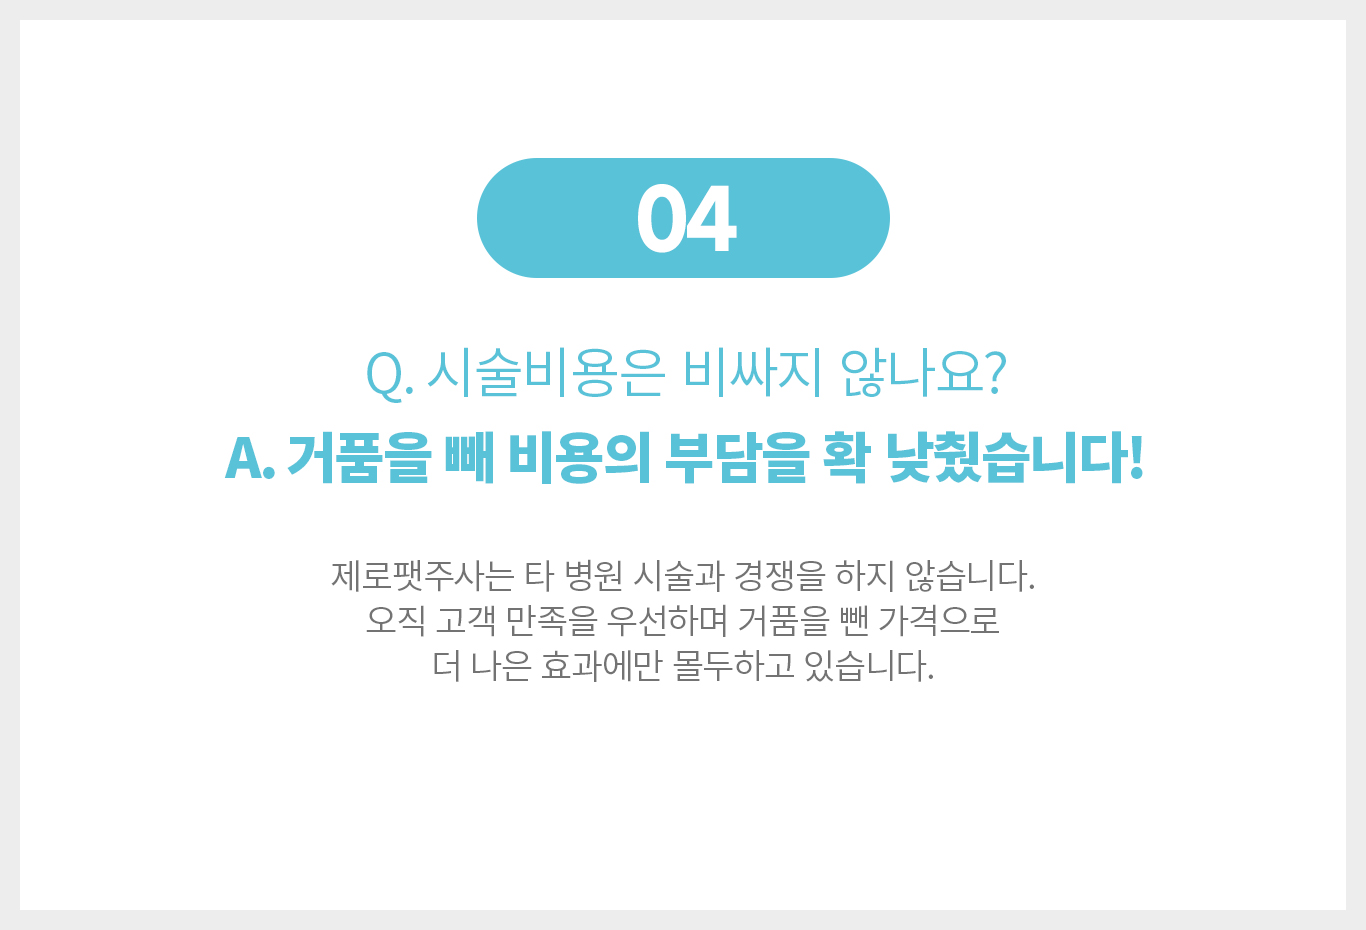 04
Q. 시술비용은 비싸지 않나요?
A. 거품을 빼 비용의 부담을 확 낮췄습니다!
제로팻주사는 타 병원 시술과 경쟁을 하지 않습니다.
오직 고객 만족을 우선하며 거품을 뺀 가격으로
더 나은 효과에만 몰두하고 있습니다.